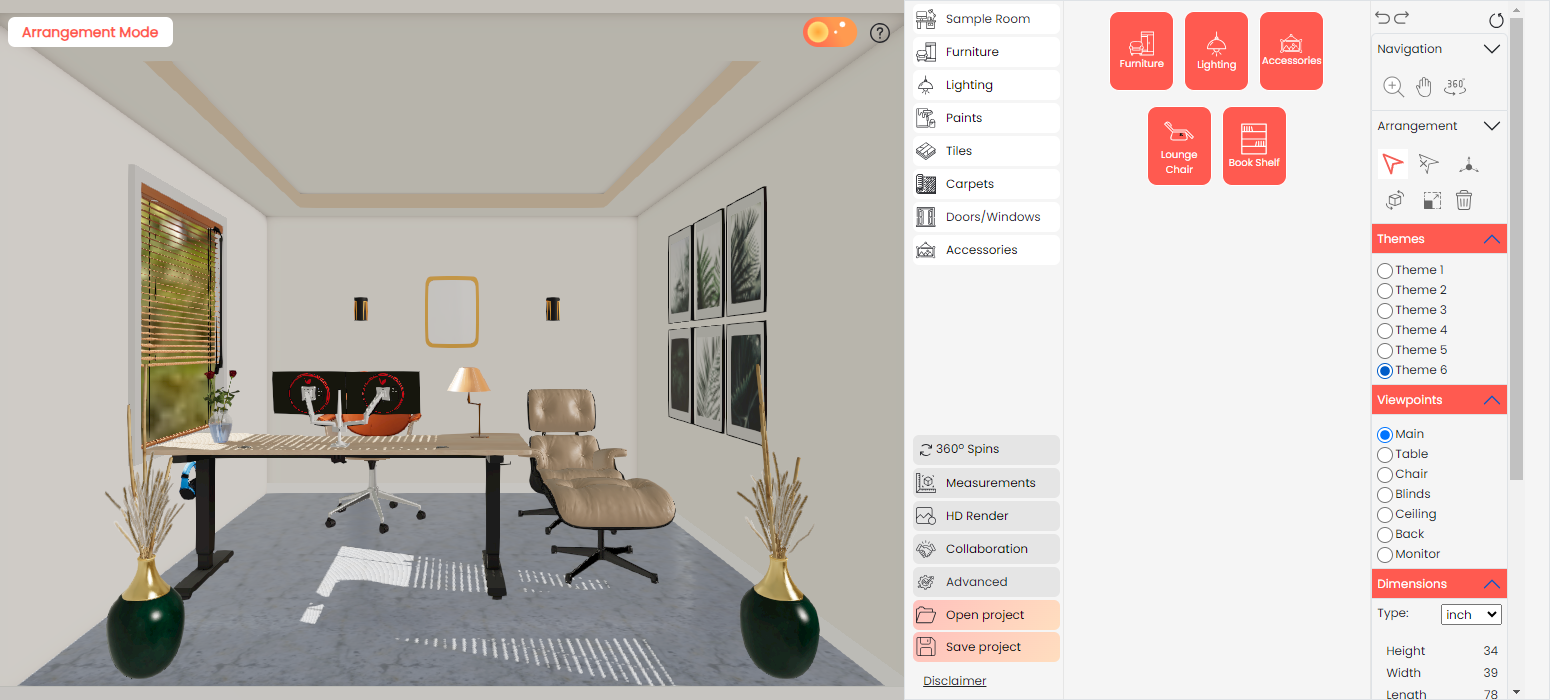 Arrangement Mode
?
Sample Room
Furniture
Lighting
Paints
Tiles
Carpets
Doors/Windows
Accessories
360° Spins
Measurements
HD Render
Collaboration
Advanced
Open project
Save project
Disclaimer
Furniture
Lighting
Accessories
Lounge
Chair
Book Shelf
Navigation
360°
Arrangement
Themes
Theme 1
Theme 2
Theme 3
Theme 4
Theme 5
Theme 6
Viewpoints
Main
Table
Chair
Blinds
Ceiling
Back
Monitor
Dimensions
Type: inch
Height 34
Width 39
Length 78